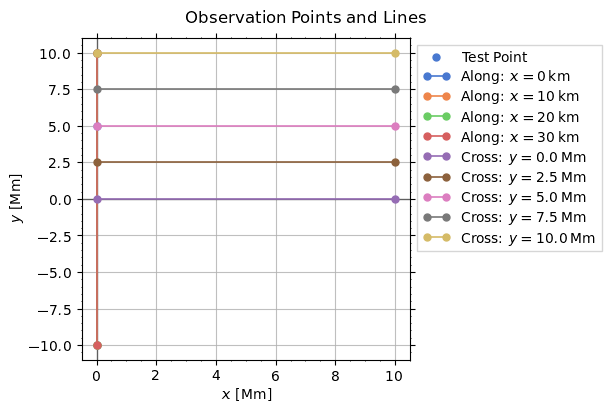 Observation Points and Lines
10.0
7.5
5.0
2.5
0.0
−2.5
−5.0
−7.5
−10.0
y [Mm]
0
2
4
6
8
10
x [Mm]
Test Point
Along: x = 0 km
Along: x = 10 km
Along: x = 20 km
Along: x = 30 km
Cross: y = 0.0 Mm
Cross: y = 2.5 Mm
Cross: y = 5.0 Mm
Cross: y = 7.5 Mm
Cross: y = 10.0 Mm